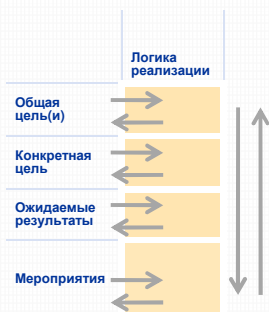 Логика
реализации
Общая
цель(и)
Конкретная
цель
Ожидаемые
результаты
Мероприятия